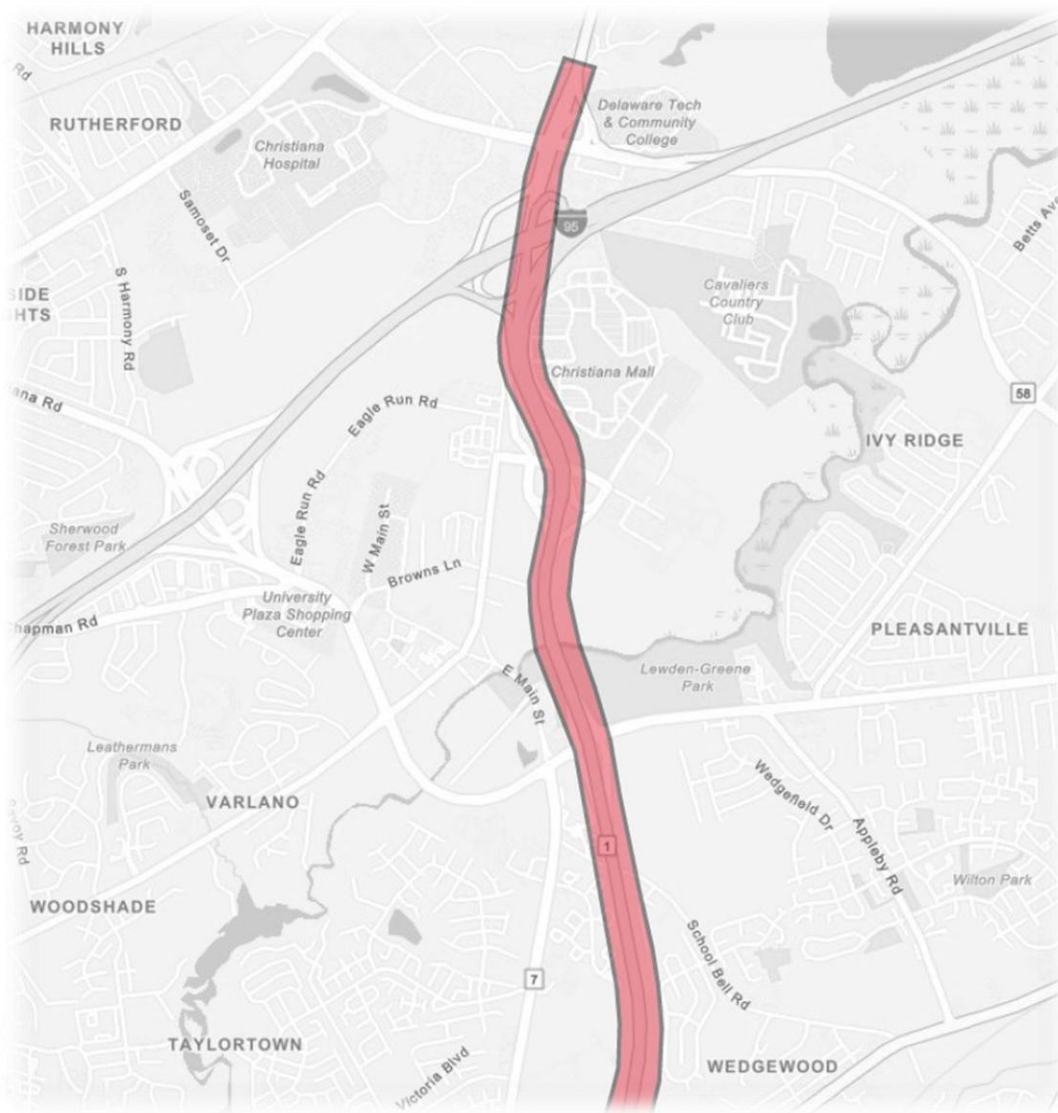 HARMONY
HILLS
Rd
RUTHERFORD
Christiana
Hospital
Delaware Tech
& Community
College
Samoset Dr
95
Betts Ave
SIDE
HTS
S Harmony Rd
Cavaliers
Country
Club
Christiana Mall
ana Rd
Eagle Run Rd
58
IVY RIDGE
Eagle Run Rd
W Main St
Sherwood
Forest Park
Browns Ln
University
Plaza Shopping
Center
hapman Rd
PLEASANTVILLE
Lewden-Greene
Park
E Main St
Leathermans
Park
VARLANO
Wedgefield Dr
Appleby Rd
1
Wilton Park
WOODSHADE
School Bell Rd
7
TAYLORTOWN
Victoria Blvd
WEDGEWOOD